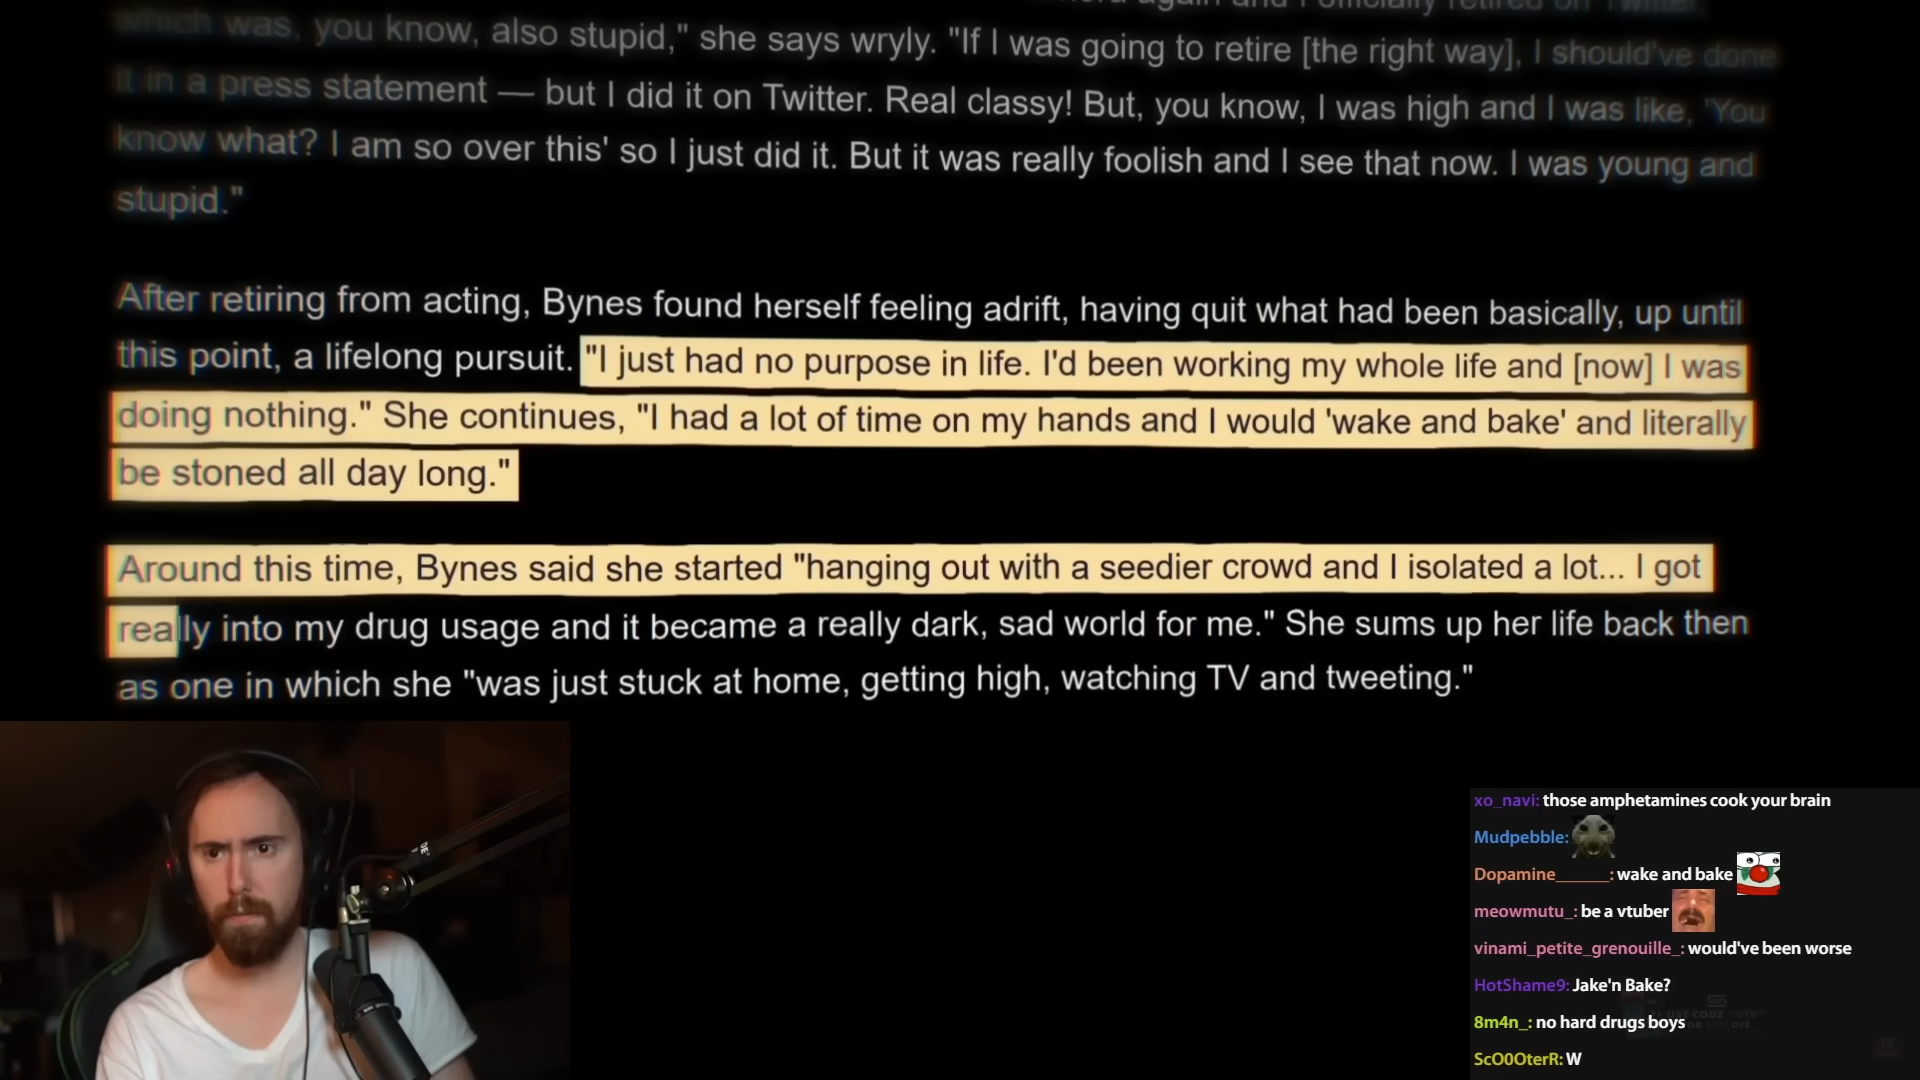 which was, you know, also stupid," she says wryly. "If I was going to retire [the right way], I should've done
it in a press statement — but I did it on Twitter. Real classy! But, you know, I was high and I was like, 'You
know what? I am so over this' so I just did it. But it was really foolish and I see that now. I was young and
stupid."
After retiring from acting, Bynes found herself feeling adrift, having quit what had been basically, up until
this point, a lifelong pursuit. "I just had no purpose in life. I'd been working my whole life and [now] I was
doing nothing." She continues, "I had a lot of time on my hands and I would 'wake and bake' and literally
be stoned all day long."
Around this time, Bynes said she started "hanging out with a seedier crowd and I isolated a lot... I got
really into my drug usage and it became a really dark, sad world for me." She sums up her life back then
as one in which she "was just stuck at home, getting high, watching TV and tweeting."
xo_navi: those amphetamines cook your brain
Mudpebble:
Dopamine______: wake and bake
meowmutu_: be a vtuber
vinami_petite_grenouille_: would've been worse
HotShame9: Jake'n Bake?
8m4n_: no hard drugs boys
ScO0OterR: W